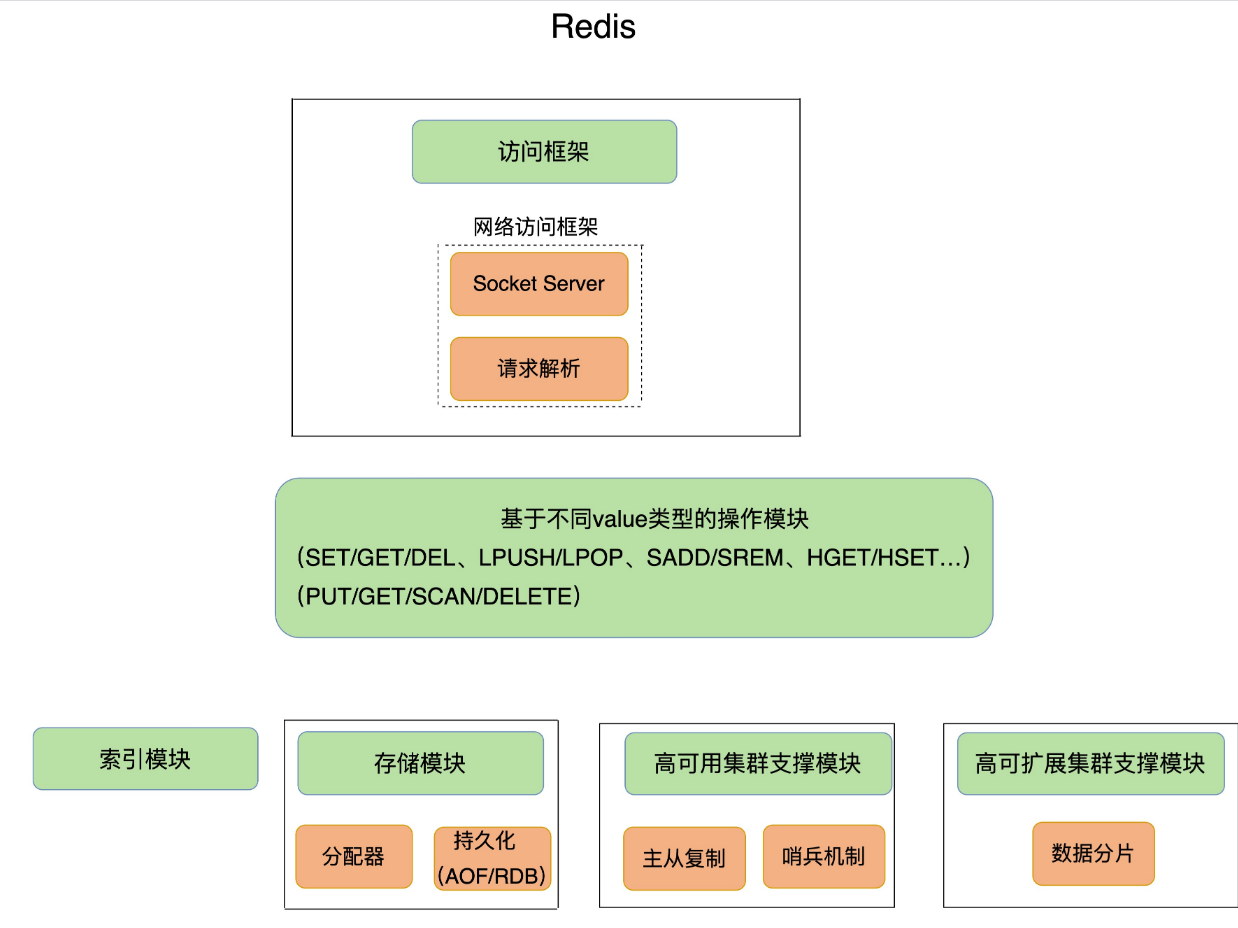 Redis
访问框架
网络访问框架
Socket Server
请求解析
基于不同value类型的操作模块
（SET/GET/DEL、LPUSH/LPOP、SADD/SREM、HGET/HSET...）
（PUT/GET/SCAN/DELETE）
索引模块
存储模块
分配器
持久化
（AOF/RDB）
高可用集群支撑模块
主从复制
哨兵机制
高可扩展集群支撑模块
数据分片